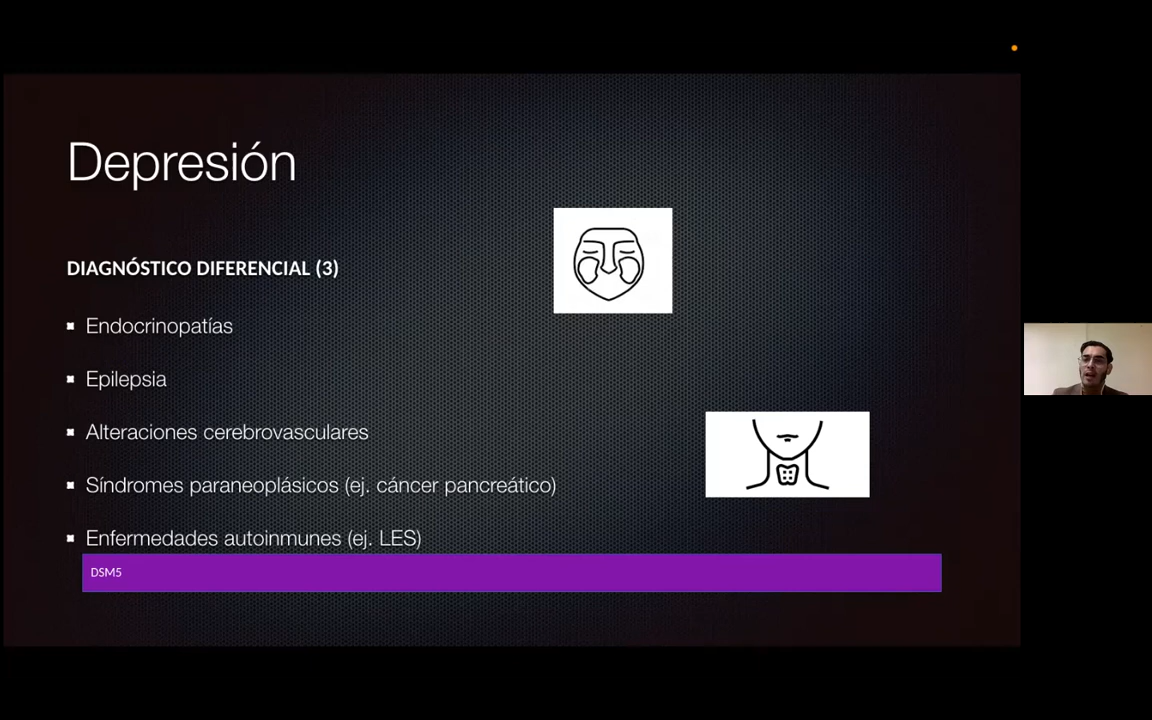 Depresión
DIAGNÓSTICO DIFERENCIAL (3)
Endocrinopatías
Epilepsia
Alteraciones cerebrovasculares
Síndromes paraneoplásicos (ej. cáncer pancreático)
Enfermedades autoinmunes (ej. LES)
DSM5